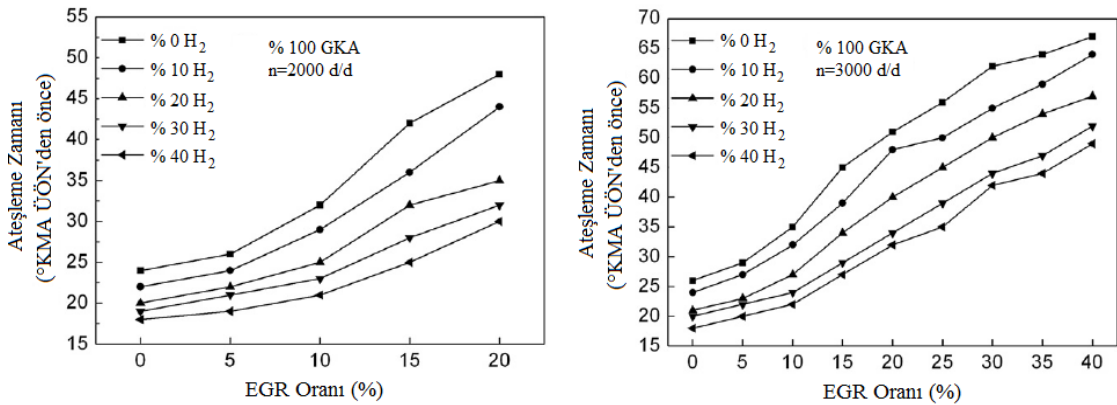 55
50
45
40
35
30
25
20
15
Ateşleme Zamanı
(°KMA ÜÖN'den önce)
% 0 H₂
% 10 H₂
% 20 H₂
% 30 H₂
% 40 H₂
% 100 GKA
n=2000 d/d
0 5 10 15 20
EGR Oranı (%)
70
65
60
55
50
45
40
35
30
25
20
15
Ateşleme Zamanı
(°KMA ÜÖN'den önce)
% 0 H₂
% 10 H₂
% 20 H₂
% 30 H₂
% 40 H₂
% 100 GKA
n=3000 d/d
0 5 10 15 20 25 30 35 40
EGR Oranı (%)